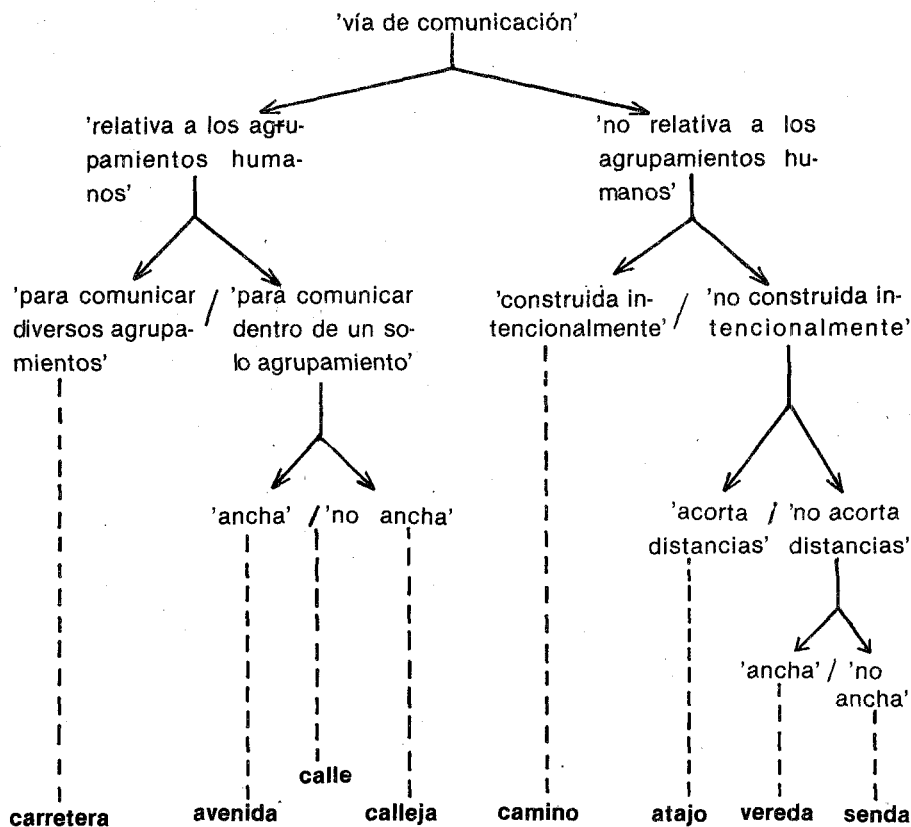 'vía de comunicación'
'relativa a los agru-
pamientos huma-
nos'
'no relativa a los
agrupamientos hu-
manos'
'para comunicar
diversos agrupa-
mientos'
/
'para comunicar
dentro de un so-
lo agrupamiento'
'construida in-
tencionalmente'
/
'no construida in-
tencionalmente'
'ancha' / 'no ancha'
'acorta
distancias'
/
'no acorta
distancias'
'ancha' / 'no
ancha'
calle
carretera avenida calleja camino atajo vereda senda